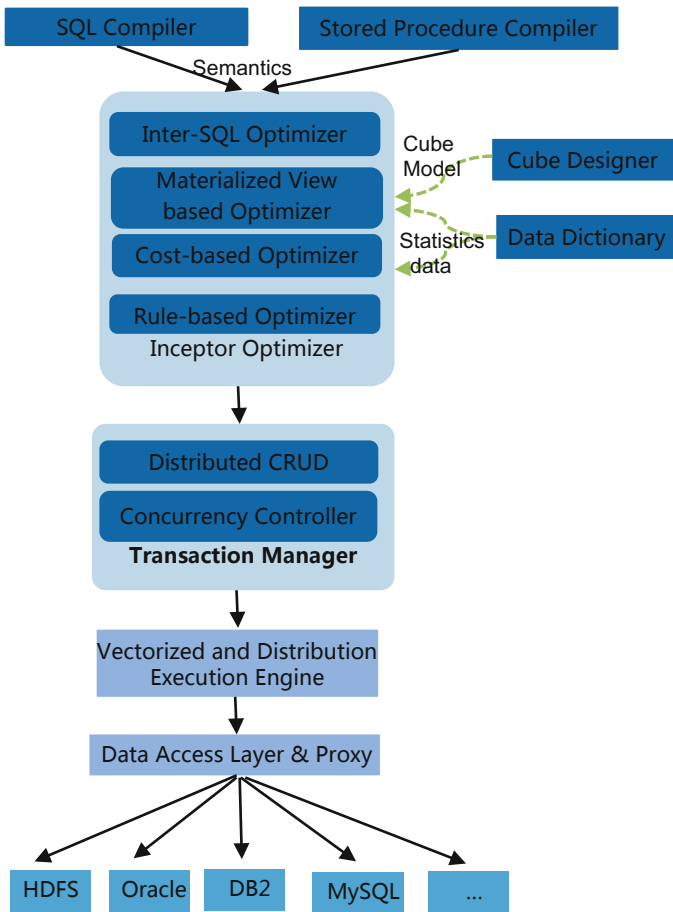 SQL Compiler
Stored Procedure Compiler
Semantics
Inter-SQL Optimizer
Materialized View
based Optimizer
Cost-based Optimizer
Rule-based Optimizer
Inceptor Optimizer
Cube
Model
Cube Designer
Statistics
data
Data Dictionary
Distributed CRUD
Concurrency Controller
Transaction Manager
Vectorized and Distribution
Execution Engine
Data Access Layer & Proxy
HDFS
Oracle
DB2
MySQL
...